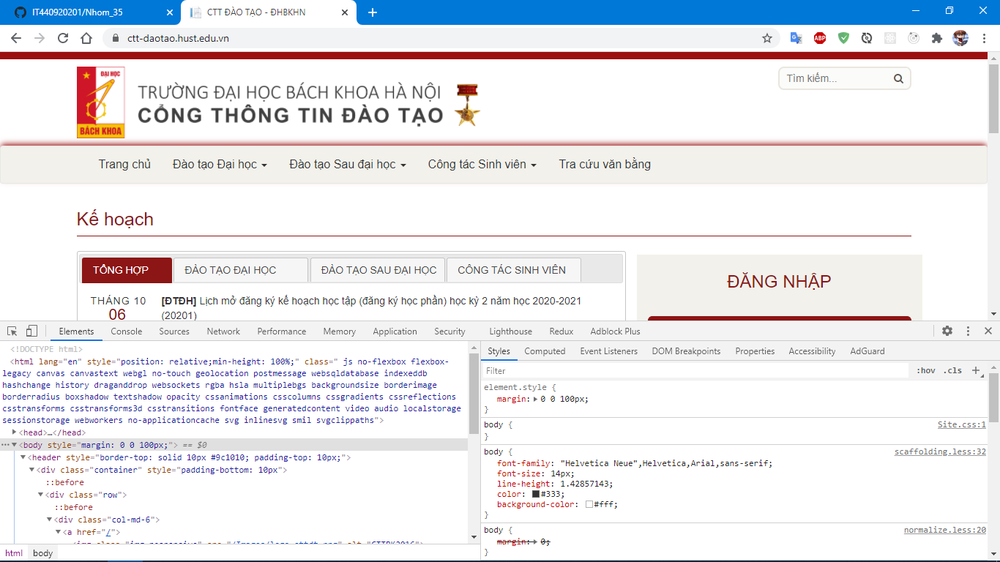 IT440920201/Nhom_35
CTT ĐÀO TẠO - ĐHBKHN
ctt-daotao.hust.edu.vn
ABP
ĐẠI HỌC
BÁCH KHOA
TRƯỜNG ĐẠI HỌC BÁCH KHOA HÀ NỘI
CỔNG THÔNG TIN ĐÀO TẠO
Tìm kiếm...
Trang chủ Đào tạo Đại học Đào tạo Sau đại học Công tác Sinh viên Tra cứu văn bằng
Kế hoạch
TỔNG HỢP ĐÀO TẠO ĐẠI HỌC ĐÀO TẠO SAU ĐẠI HỌC CÔNG TÁC SINH VIÊN
THÁNG 10
06
[ĐTĐH] Lịch mở đăng ký kế hoạch học tập (đăng ký học phần) học kỳ 2 năm học 2020-2021
(20201)
ĐĂNG NHẬP
Elements Console Sources Network Performance Memory Application Security Lighthouse Redux Adblock Plus
<!DOCTYPE html>
<html lang="en" style="position: relative;min-height: 100%;" class=" js no-flexbox flexbox-
legacy canvas canvastext webgl no-touch geolocation postmessage websqldatabase indexeddb
hashchange history draganddrop websockets rgba hsla multiplebgs backgroundsize borderimage
borderradius boxshadow textshadow opacity cssanimations csscolumns cssgradients cssreflections
csstransforms csstransforms3d csstransitions fontface generatedcontent video audio localstorage
sessionstorage webworkers no-applicationcache svg inlinesvg smil svgclippaths">
<head>…</head>
<body style="margin: 0 0 100px;"> == $0
<header style="border-top: solid 10px #9c1010; padding-top: 10px;">
<div class="container" style="padding-bottom: 10px">
::before
<div class="row">
::before
<div class="col-md-6">
<a href="/">
<img class="img-responsive" src="/Images/logo-cttdt.png" alt="CTTBK2016">
html body
Styles Computed Event Listeners DOM Breakpoints Properties Accessibility AdGuard
Filter
:hov .cls
element.style {
margin: 0 0 100px;
}
body { Site.css:1
}
body { scaffolding.less:32
font-family: "Helvetica Neue",Helvetica,Arial,sans-serif;
font-size: 14px;
line-height: 1.42857143;
color: #333;
background-color: #fff;
}
body { normalize.less:20
margin: 0;
}